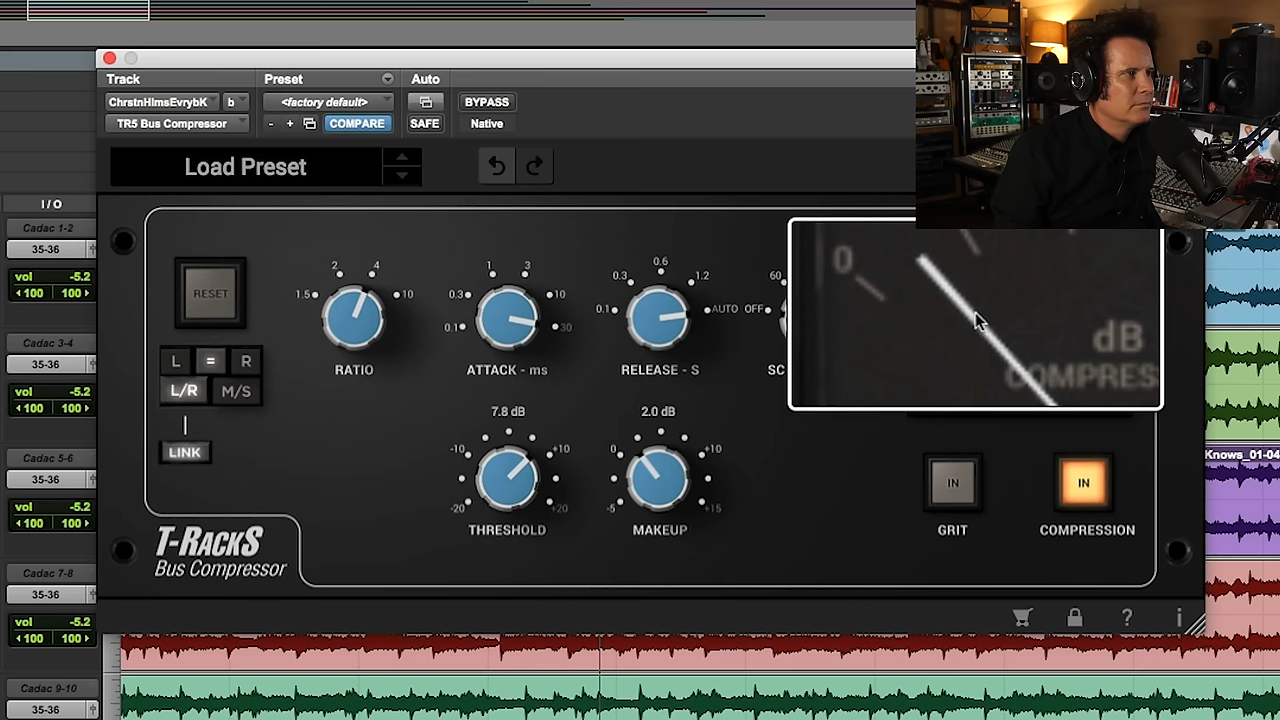 Track Preset Auto
ChrstnHlmsEvrybK b <factory default> BYPASS
TR5 Bus Compressor - + COMPARE SAFE Native
Load Preset
I/O
Cadac 1-2
35-36
vol -5.2
100 100
Cadac 3-4
35-36
vol -5.2
100 100
Cadac 5-6
35-36
vol -5.2
100 100
Cadac 7-8
35-36
vol -5.2
100 100
Cadac 9-10
35-36
RESET
L = R
L/R M/S
LINK
1.5 2 4 10
RATIO
0.1 0.3 1 3 10 30
ATTACK - ms
0.1 0.3 0.6 1.2 AUTO
RELEASE - S
OFF 60
SC
0
dB
COMPRES
7.8 dB
-20 -10 +10 +20
THRESHOLD
2.0 dB
-5 0 +10 +15
MAKEUP
IN
GRIT
IN
COMPRESSION
T-RackS
Bus Compressor
? i
Knows_01-04